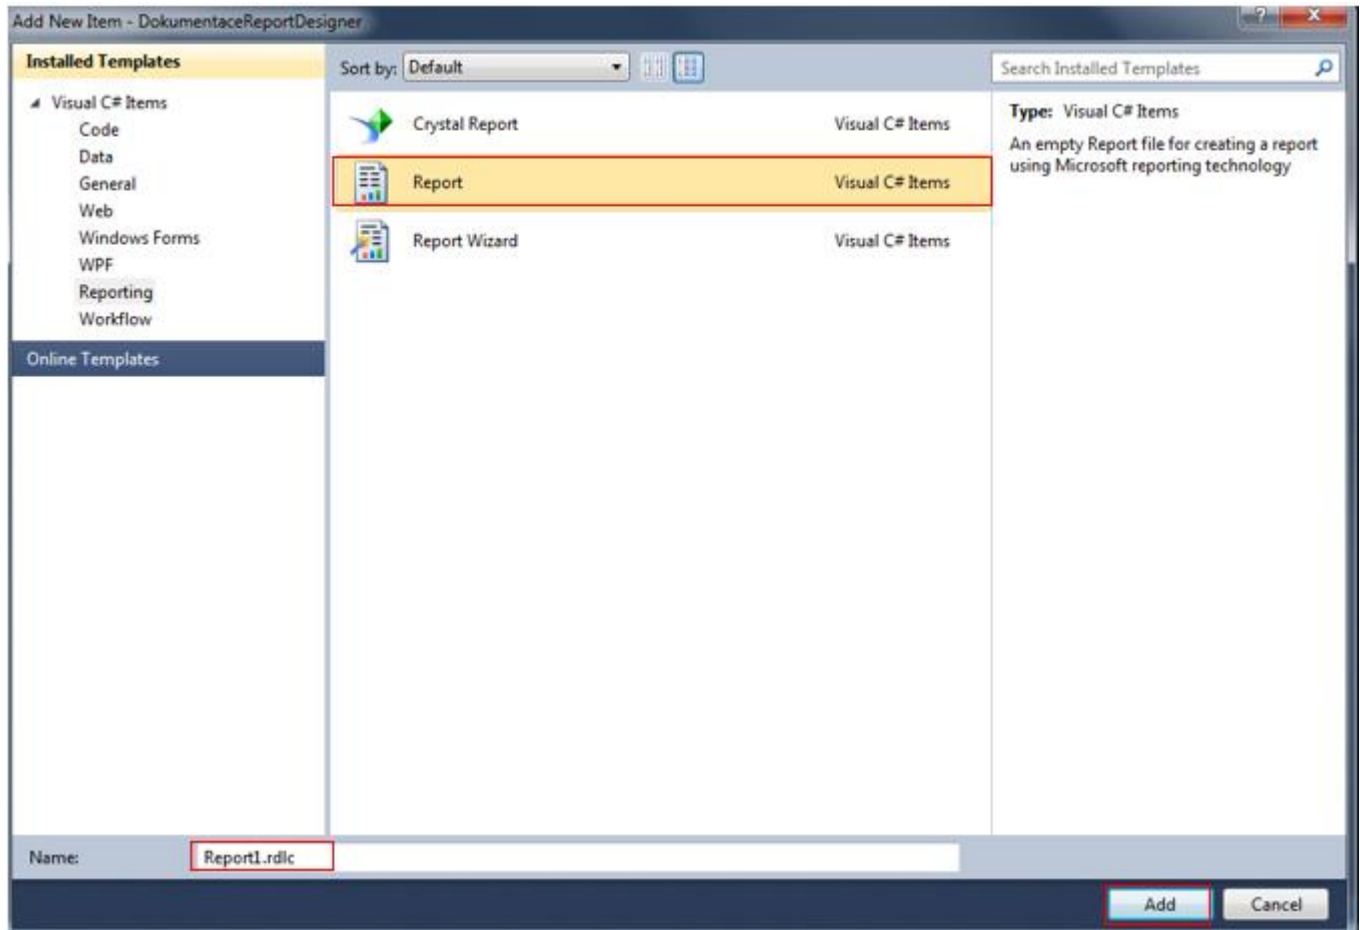 Add New Item - DokumentaceReportDesigner
Installed Templates
Visual C# Items
Code
Data
General
Web
Windows Forms
WPF
Reporting
Workflow
Online Templates
Sort by: Default
Crystal Report Visual C# Items
Report Visual C# Items
Report Wizard Visual C# Items
Search Installed Templates
Type: Visual C# Items
An empty Report file for creating a report
using Microsoft reporting technology
Name: Report1.rdlc
Add Cancel